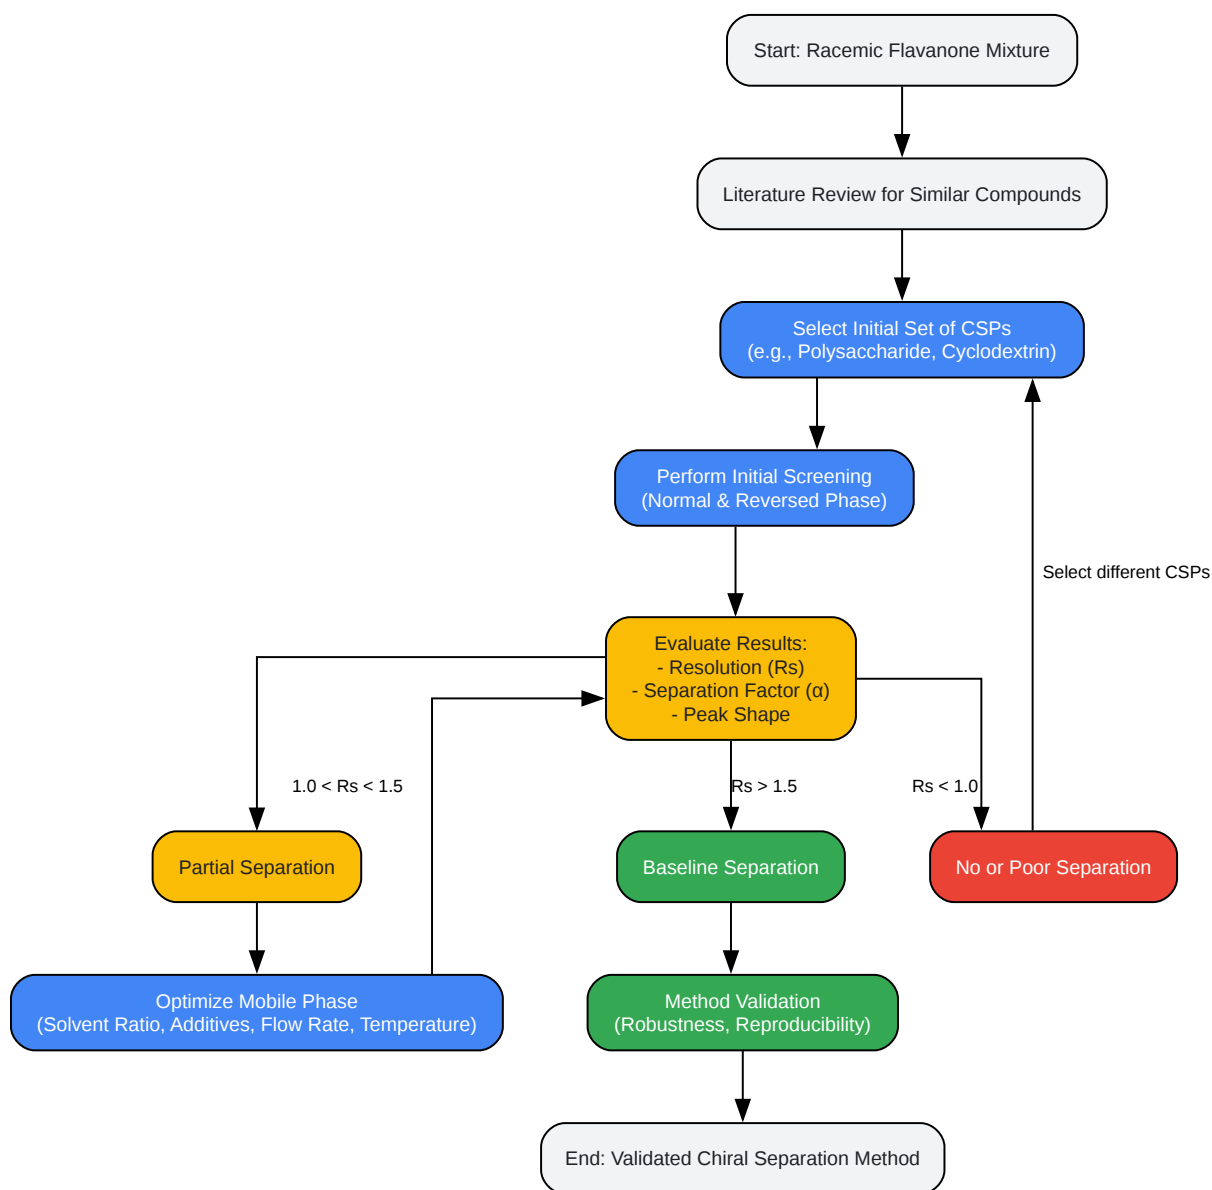 Start: Racemic Flavanone Mixture
Literature Review for Similar Compounds
Select Initial Set of CSPs
(e.g., Polysaccharide, Cyclodextrin)
Perform Initial Screening
(Normal & Reversed Phase)
Select different CSPs
Evaluate Results:
- Resolution (Rs)
- Separation Factor (α)
- Peak Shape
1.0 < Rs < 1.5
Rs > 1.5
Rs < 1.0
Partial Separation
Baseline Separation
No or Poor Separation
Optimize Mobile Phase
(Solvent Ratio, Additives, Flow Rate, Temperature)
Method Validation
(Robustness, Reproducibility)
End: Validated Chiral Separation Method